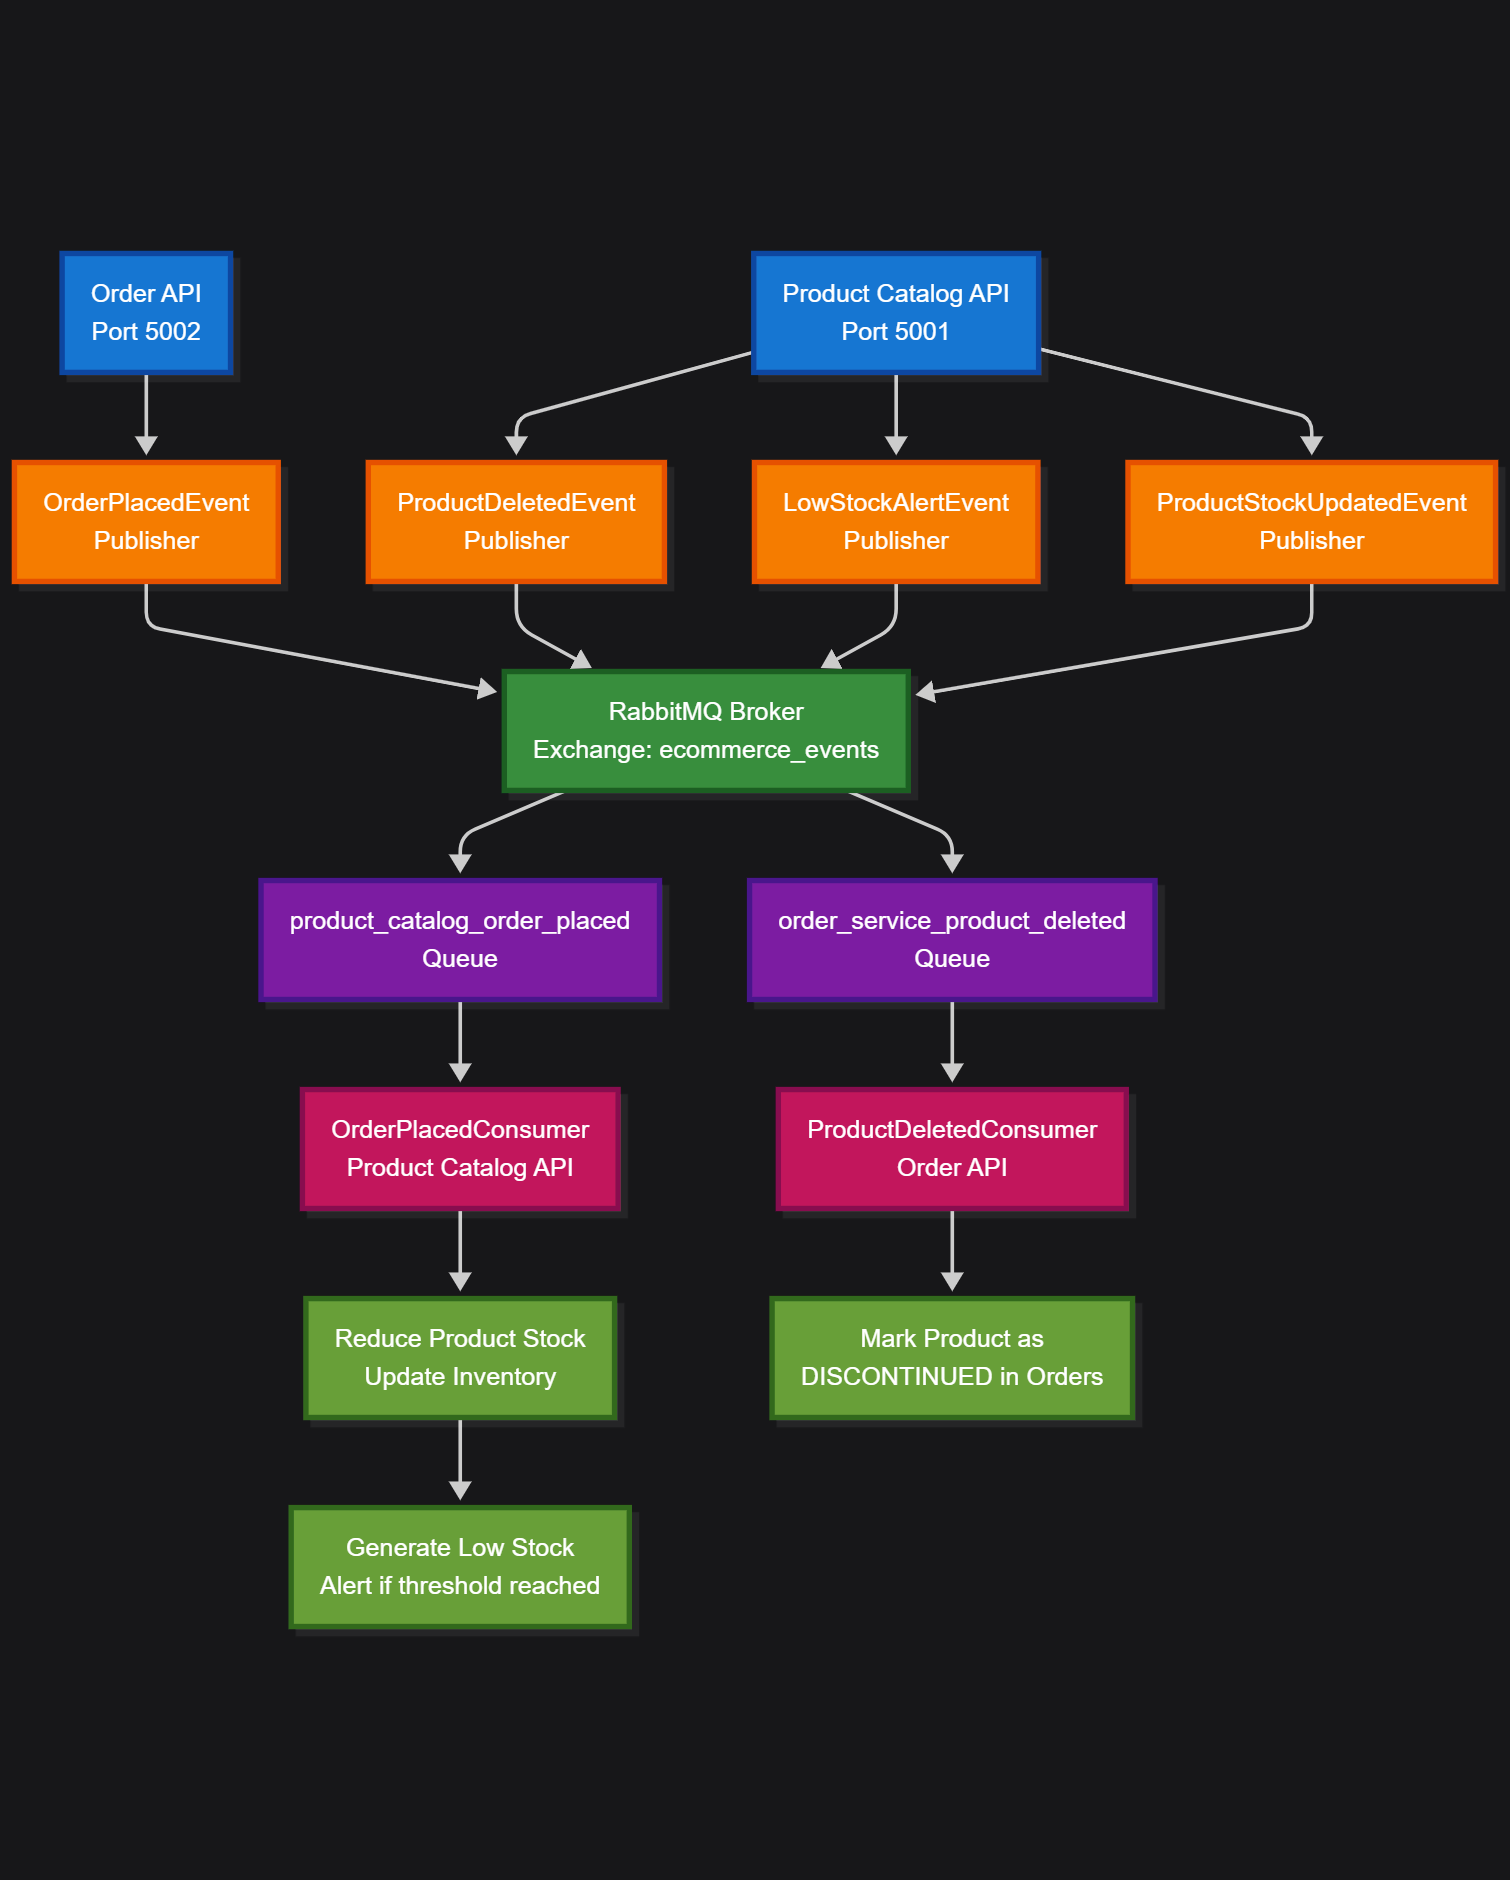 Order API
Port 5002
Product Catalog API
Port 5001
OrderPlacedEvent
Publisher
ProductDeletedEvent
Publisher
LowStockAlertEvent
Publisher
ProductStockUpdatedEvent
Publisher
RabbitMQ Broker
Exchange: ecommerce_events
product_catalog_order_placed
Queue
order_service_product_deleted
Queue
OrderPlacedConsumer
Product Catalog API
ProductDeletedConsumer
Order API
Reduce Product Stock
Update Inventory
Mark Product as
DISCONTINUED in Orders
Generate Low Stock
Alert if threshold reached